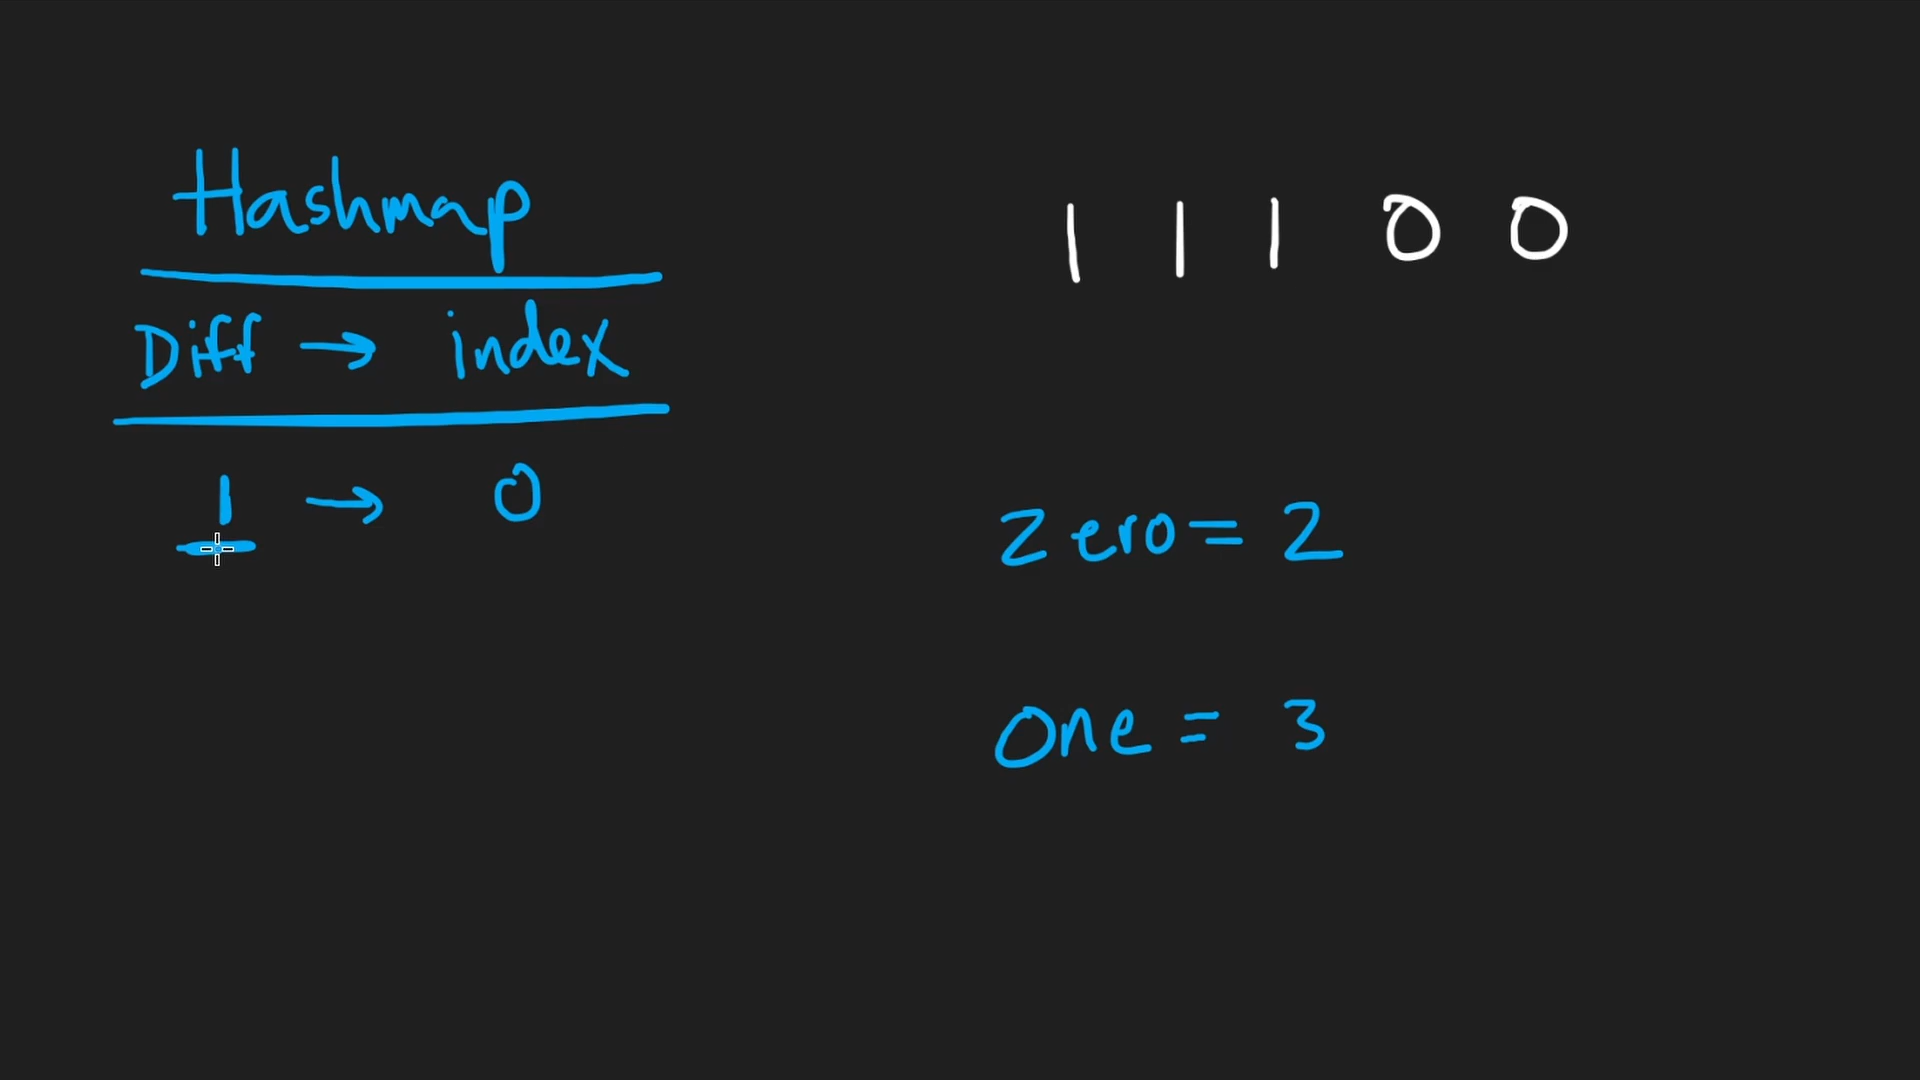 Hashmap
Diff → index
1 → 0
1 1 1 0 0
Zero = 2
One = 3